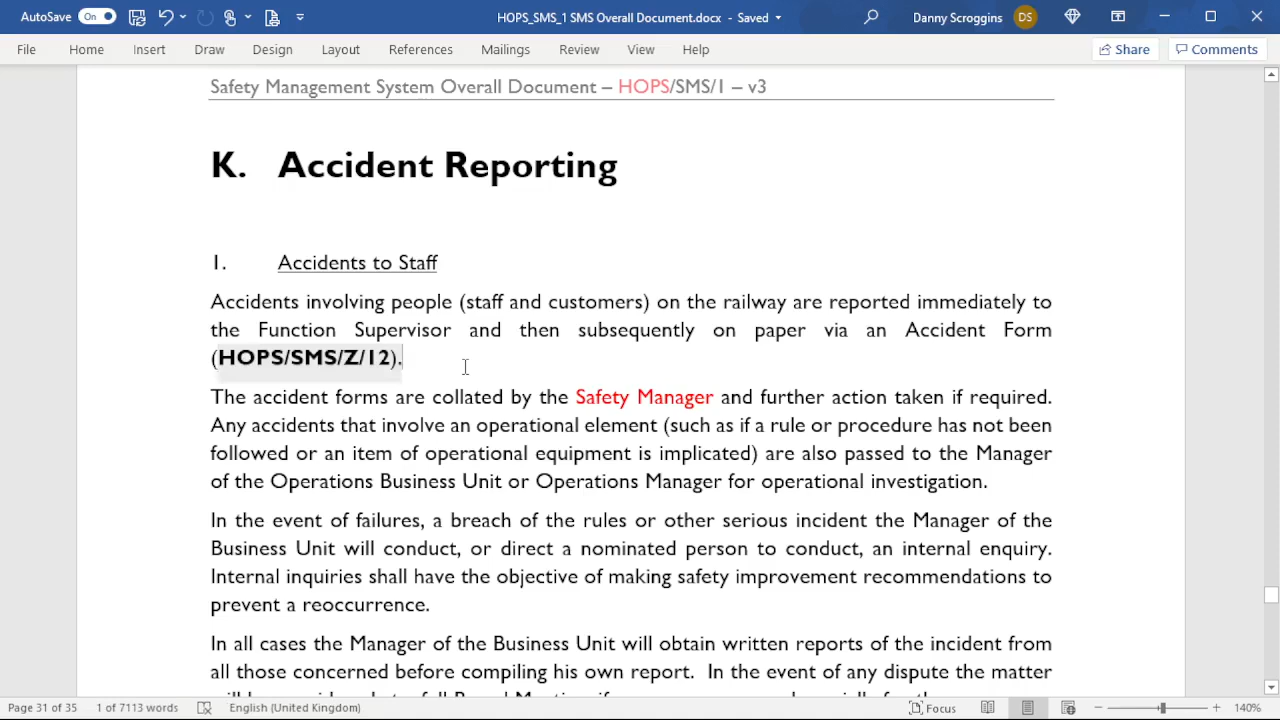 AutoSave On HOPS_SMS_1 SMS Overall Document.docx - Saved Danny Scroggins DS
File Home Insert Draw Design Layout References Mailings Review View Help Share Comments
Safety Management System Overall Document – HOPS/SMS/1 – v3
K. Accident Reporting
1. Accidents to Staff
Accidents involving people (staff and customers) on the railway are reported immediately to
the Function Supervisor and then subsequently on paper via an Accident Form
(HOPS/SMS/Z/12).
The accident forms are collated by the Safety Manager and further action taken if required.
Any accidents that involve an operational element (such as if a rule or procedure has not been
followed or an item of operational equipment is implicated) are also passed to the Manager
of the Operations Business Unit or Operations Manager for operational investigation.
In the event of failures, a breach of the rules or other serious incident the Manager of the
Business Unit will conduct, or direct a nominated person to conduct, an internal enquiry.
Internal inquiries shall have the objective of making safety improvement recommendations to
prevent a reoccurrence.
In all cases the Manager of the Business Unit will obtain written reports of the incident from
all those concerned before compiling his own report. In the event of any dispute the matter
Page 31 of 35 1 of 7113 words English (United Kingdom) Focus 140%